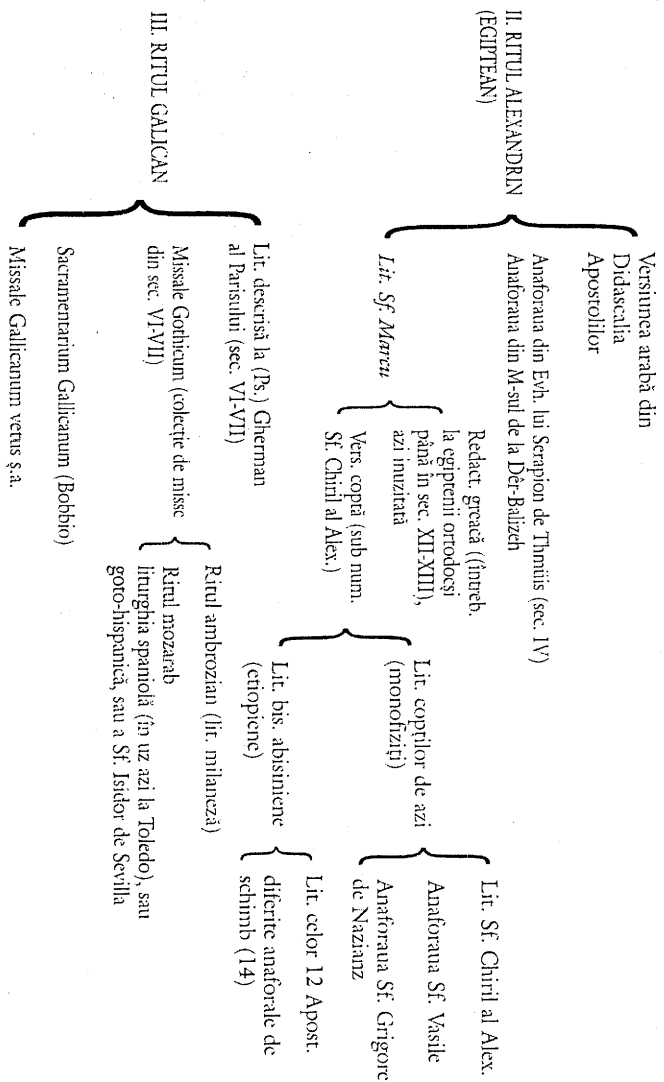 II. RITUL ALEXANDRIN
(EGIPTEAN)
Versiunea arabă din
Didascalia
Apostolilor
Anaforaua din Evh. lui Serapion de Thmüis (sec. IV)
Anaforaua din M-sul de la Dêr-Balizeh
Lit. Sf. Marcu
Redact. greacă ((întreb.
la egiptenii ortodocși
până în sec. XII-XIII),
azi inuzitată
Vers. coptă (sub num.
Sf. Chiril al Alex.)
Lit. copților de azi
(monofiziți)
Lit. Sf. Chiril al Alex.
Anaforaua Sf. Vasile
Anaforaua Sf. Grigore
de Nazianz
Lit. bis. abisiniene
(etiopiene)
Lit. celor 12 Apost.
diferite anaforale de
schimb (14)
III. RITUL GALICAN
Lit. descrisă la (Ps.) Gherman
al Parisului (sec. VI-VII)
Missale Gothicum (colecție de misse
din sec. VI-VII)
Ritul ambrozian (lit. milaneză)
Ritul mozarab
liturghia spaniolă (în uz azi la Toledo), sau
goto-hispanică, sau a Sf. Isidor de Sevilla
Sacramentarium Gallicanum (Bobbio)
Missale Gallicanum vetus ș.a.